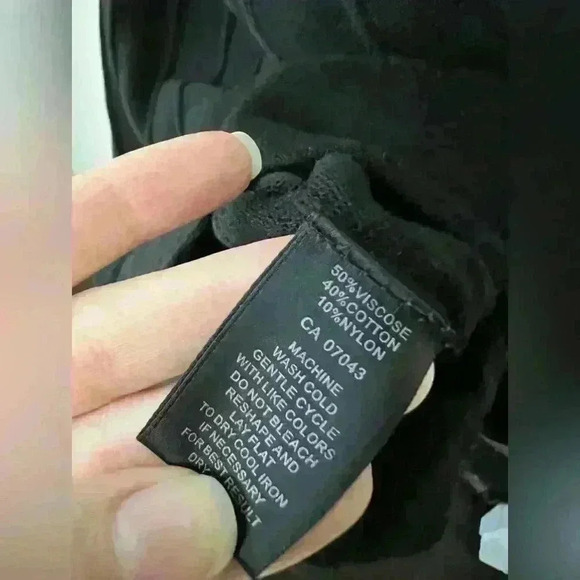 50%VISCOSE
40%COTTON
10%NYLON
CA 07043
MACHINE
WASH COLD
GENTLE CYCLE
WITH LIKE COLORS
DO NOT BLEACH
RESHAPE AND
LAY FLAT
TO DRY COOL IRON
IF NECESSARY
FOR BEST RESULT
DRY